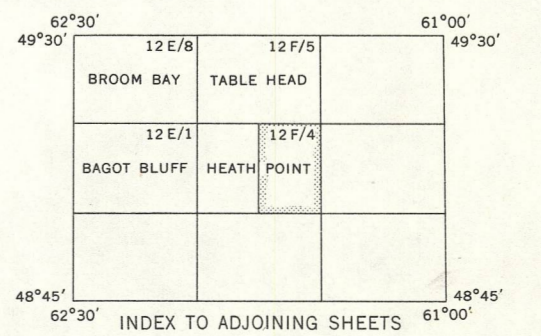 62°30′ 61°00′
49°30′ 49°30′
12 E/8 12 F/5
BROOM BAY TABLE HEAD
12 E/1 12 F/4
BAGOT BLUFF HEATH POINT
48°45′ 48°45′
62°30′ 61°00′
INDEX TO ADJOINING SHEETS